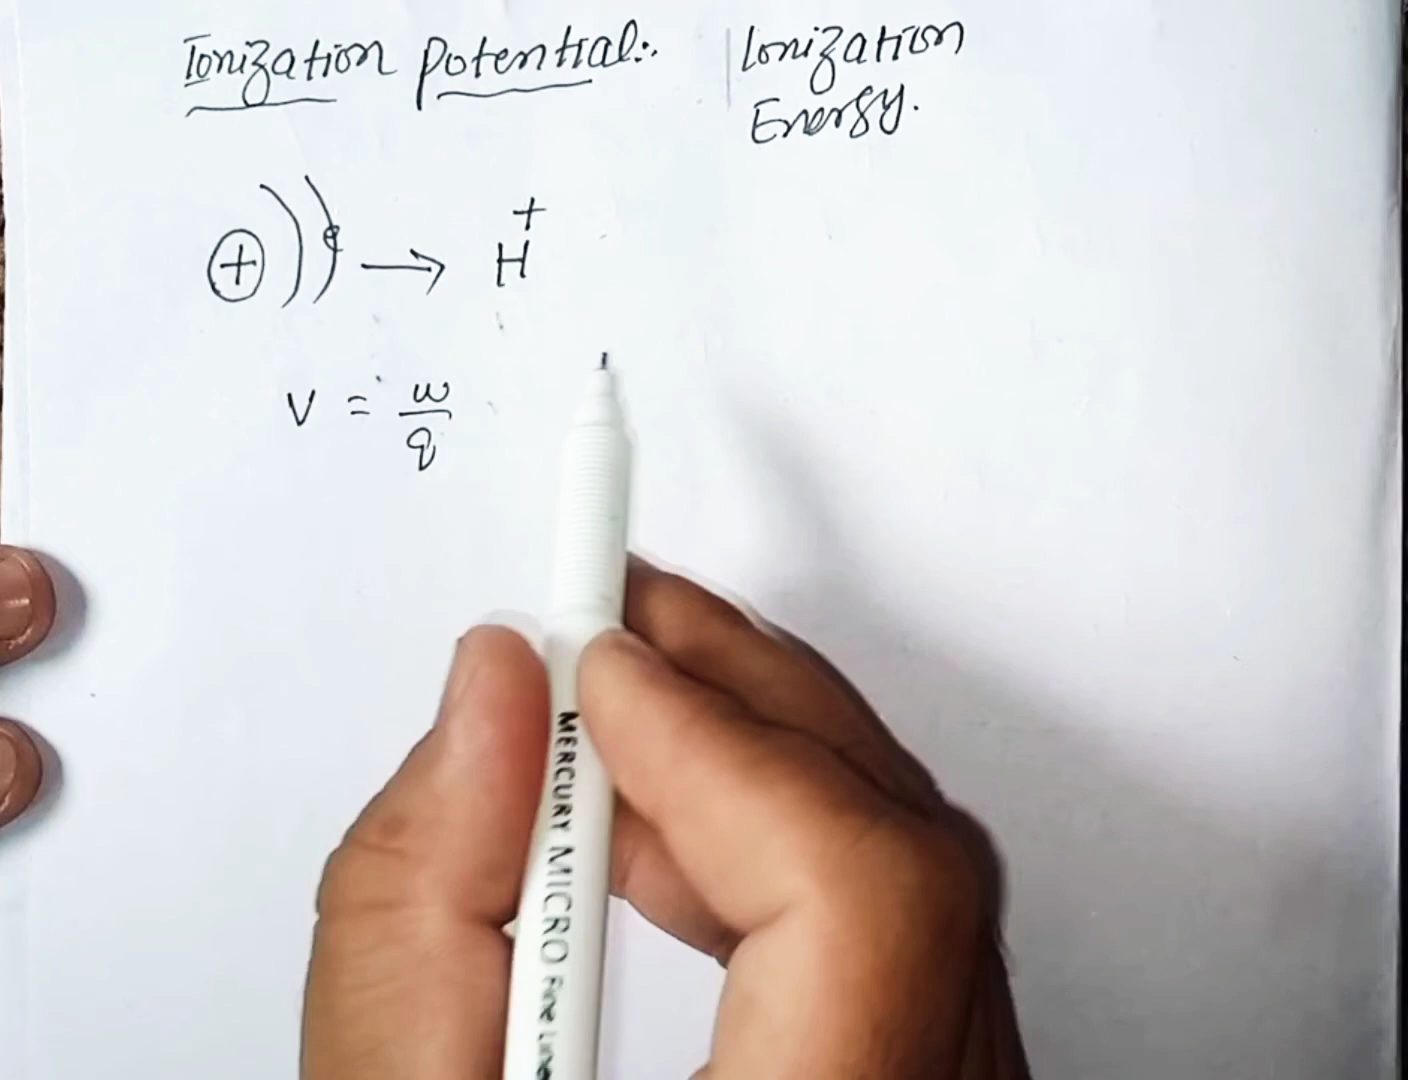 Ionization potential:. | Ionization
Energy.
+ e → H+
V = w/q
MERCURY MICRO Fine Line